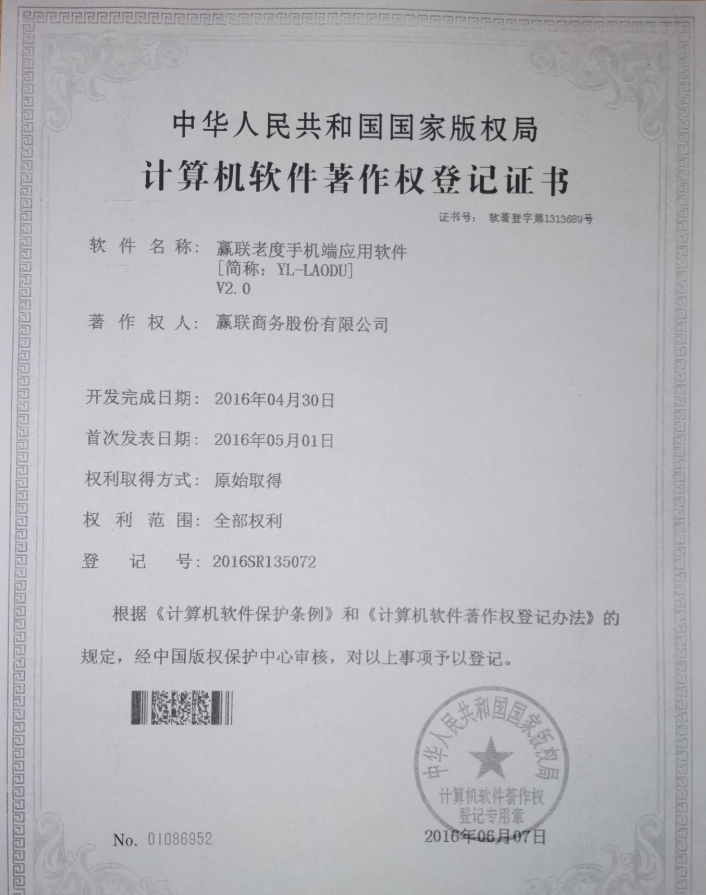 中华人民共和国国家版权局
计算机软件著作权登记证书
证书号： 软著登字第1313689号
软件名称： 赢联老度手机端应用软件
[简称：YL-LAODU]
V2.0
著作权人： 赢联商务股份有限公司
开发完成日期： 2016年04月30日
首次发表日期： 2016年05月01日
权利取得方式： 原始取得
权利范围： 全部权利
登记号： 2016SR135072
根据《计算机软件保护条例》和《计算机软件著作权登记办法》的
规定，经中国版权保护中心审核，对以上事项予以登记。
中华人民共和国国家版权局
计算机软件著作权
登记专用章
No. 01086952
2016年06月07日